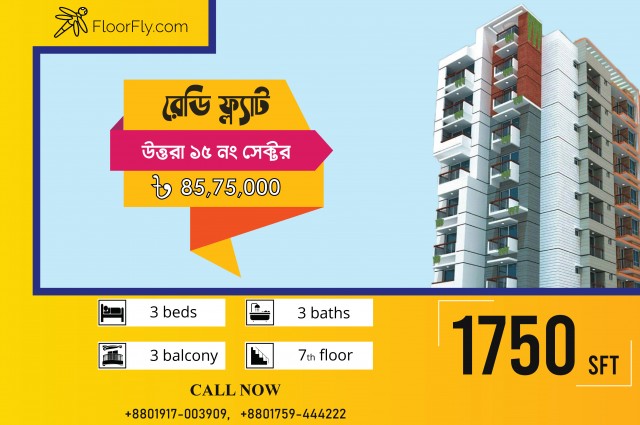 FloorFly.com
রেডি ফ্ল্যাট
উত্তরা ১৫ নং সেক্টর
৳ 85,75,000
3 beds
3 baths
3 balcony
7th floor
1750 SFT
CALL NOW
+8801917-003909, +8801759-444222